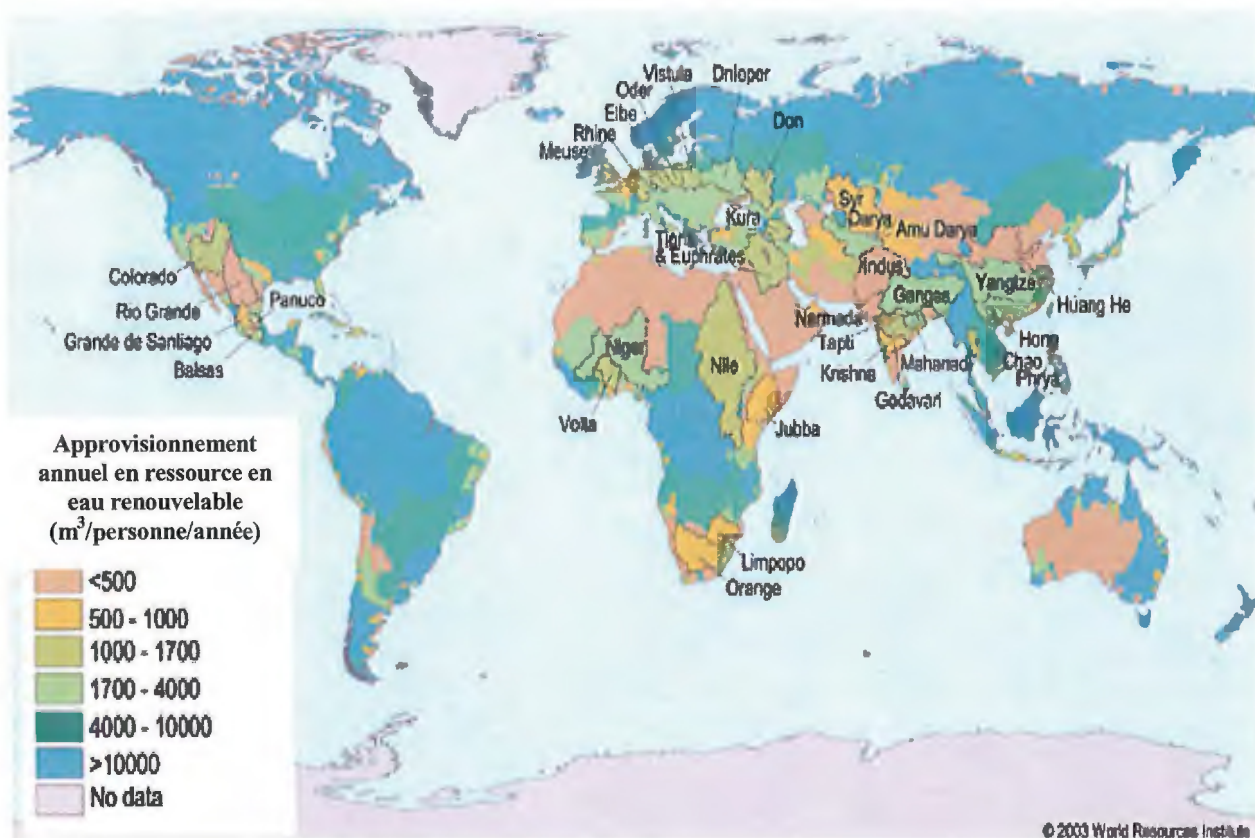 Vistula
Dniopor
Oder
Elbe
Don
Rhine
Meuse
Syr
Darya
Kura
Amu Darya
Tigr
& Euphrates
Indus
Colorado
Yangtze
Ganges
Panuco
Huang He
Rio Grande
Narmada
Niger
Hong
Grande de Santiago
Tapti
Nile
Mahanadi
Chao
Balsas
Krishna
Phrya
Godavari
Volta
Jubba
Limpopo
Orange
Approvisionnement
annuel en ressource en
eau renouvelable
(m³/personne/année)
<500
500 - 1000
1000 - 1700
1700 - 4000
4000 - 10000
>10000
No data
© 2003 World Resources Institute